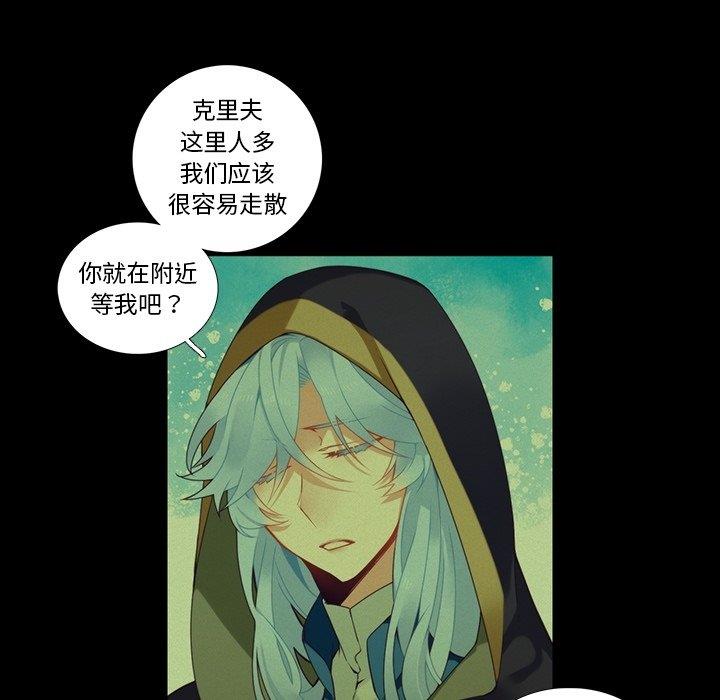 克里夫
这里人多
我们应该
很容易走散
你就在附近
等我吧？